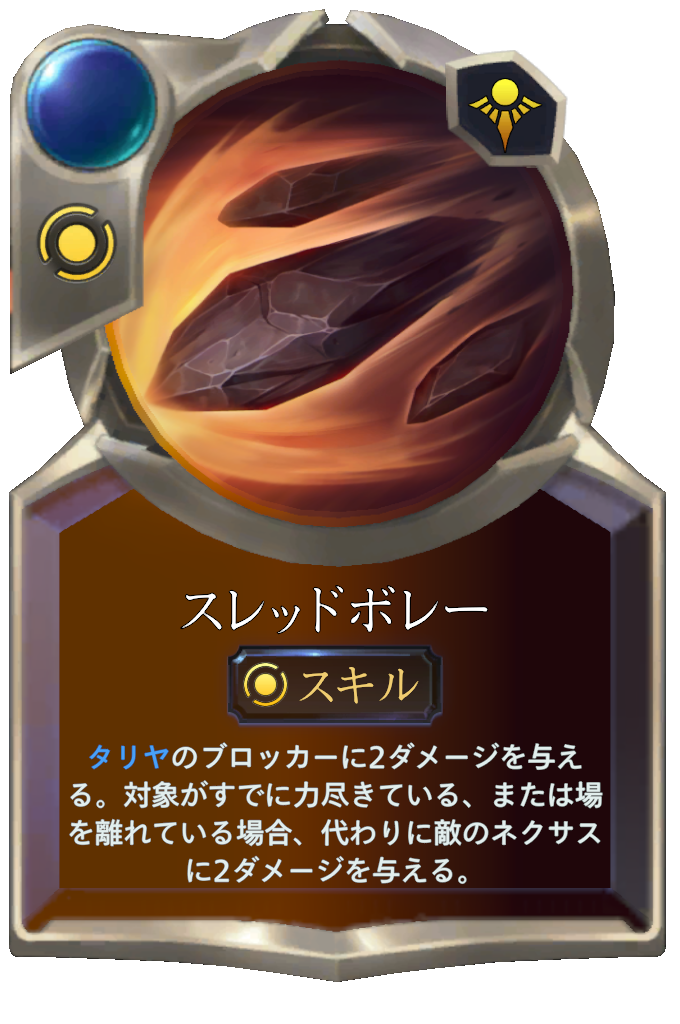 スレッドボレー
スキル
タリヤのブロッカーに2ダメージを与え
る。対象がすでに力尽きている、または場
を離れている場合、代わりに敵のネクサス
に2ダメージを与える。